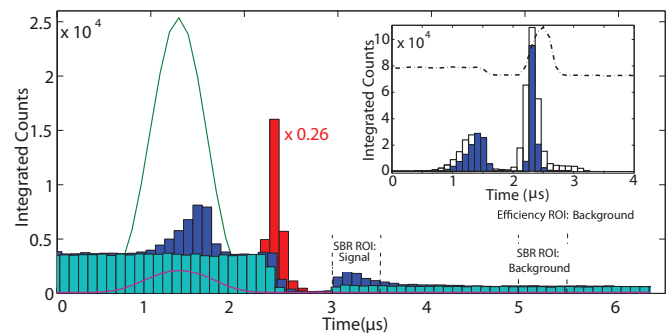 2.5
x 10⁴
2
1.5
1
0.5
0
Integrated Counts
x 0.26
SBR ROI:
Signal
SBR ROI:
Background
0
1
2
3
4
5
6
Time(µs)
10
x 10⁴
8
6
4
2
0
Integrated Counts
0
1
2
3
4
Time (µs)
Efficiency ROI: Background